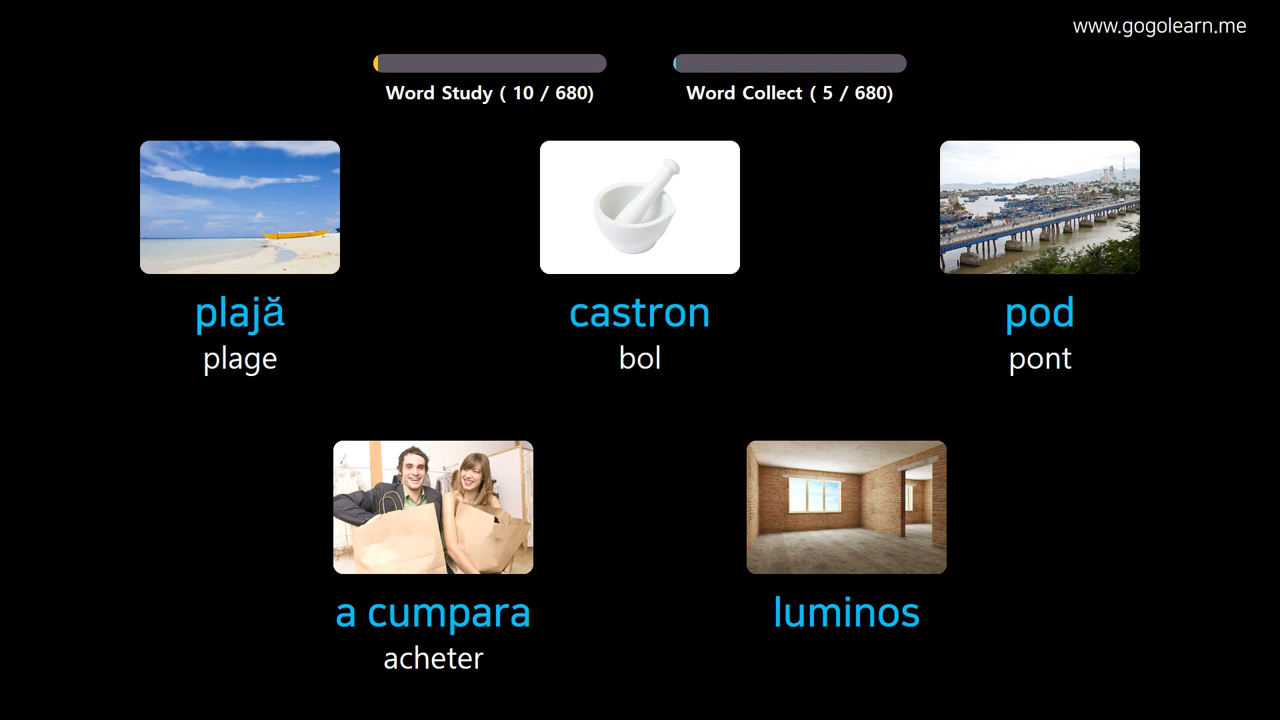 www.gogolearn.me
Word Study ( 10 / 680)
Word Collect ( 5 / 680)
plajă
plage
castron
bol
pod
pont
a cumpara
acheter
luminos